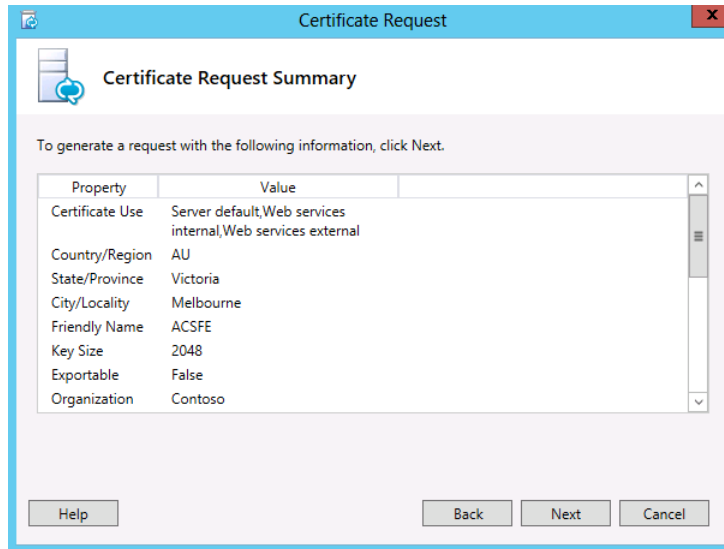 Certificate Request
x
Certificate Request Summary
To generate a request with the following information, click Next.
Property Value
Certificate Use Server default,Web services
internal,Web services external
Country/Region AU
State/Province Victoria
City/Locality Melbourne
Friendly Name ACSFE
Key Size 2048
Exportable False
Organization Contoso
Help Back Next Cancel